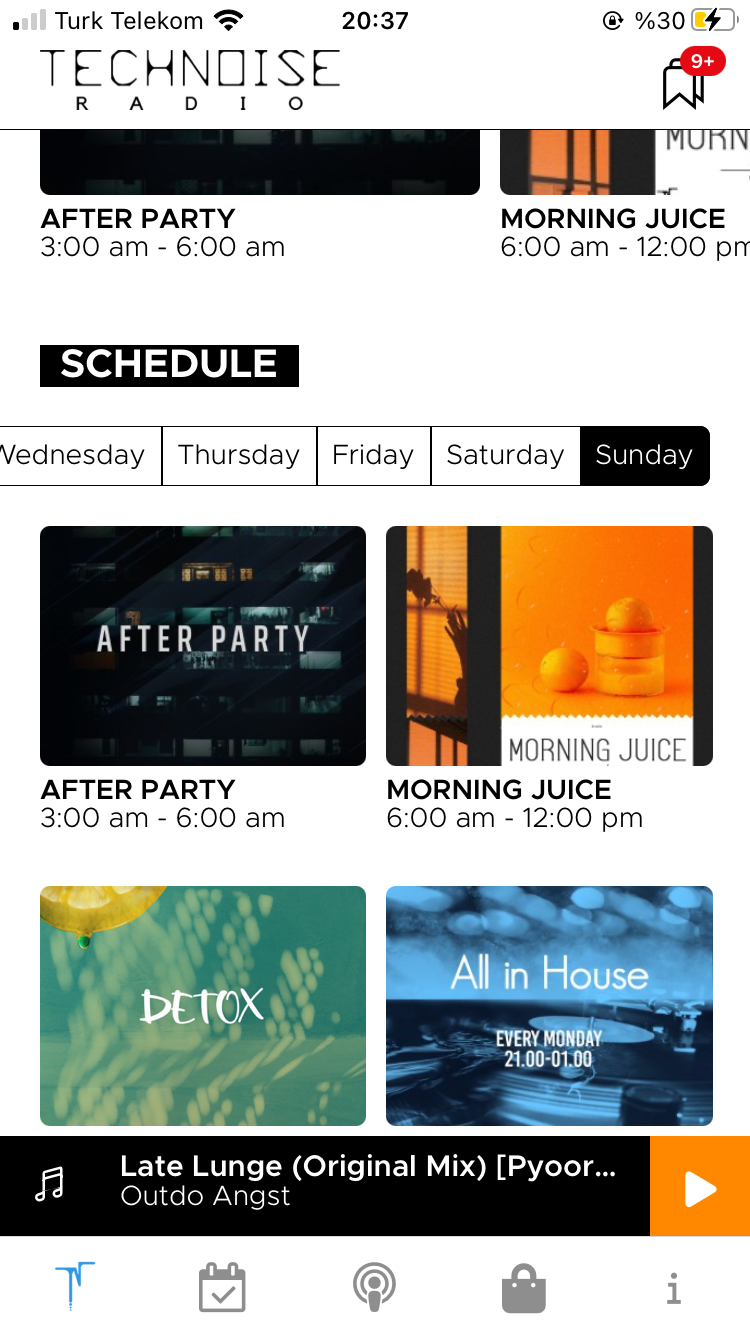 Turk Telekom
20:37
%30
TECHNOISE
RADIO
9+
AFTER PARTY
3:00 am - 6:00 am
MORNING JUICE
6:00 am - 12:00 pm
SCHEDULE
Wednesday
Thursday
Friday
Saturday
Sunday
AFTER PARTY
MORNING JUICE
AFTER PARTY
3:00 am - 6:00 am
MORNING JUICE
6:00 am - 12:00 pm
DETOX
All in House
EVERY MONDAY
21.00-01.00
Late Lunge (Original Mix) [Pyoor...
Outdo Angst
i